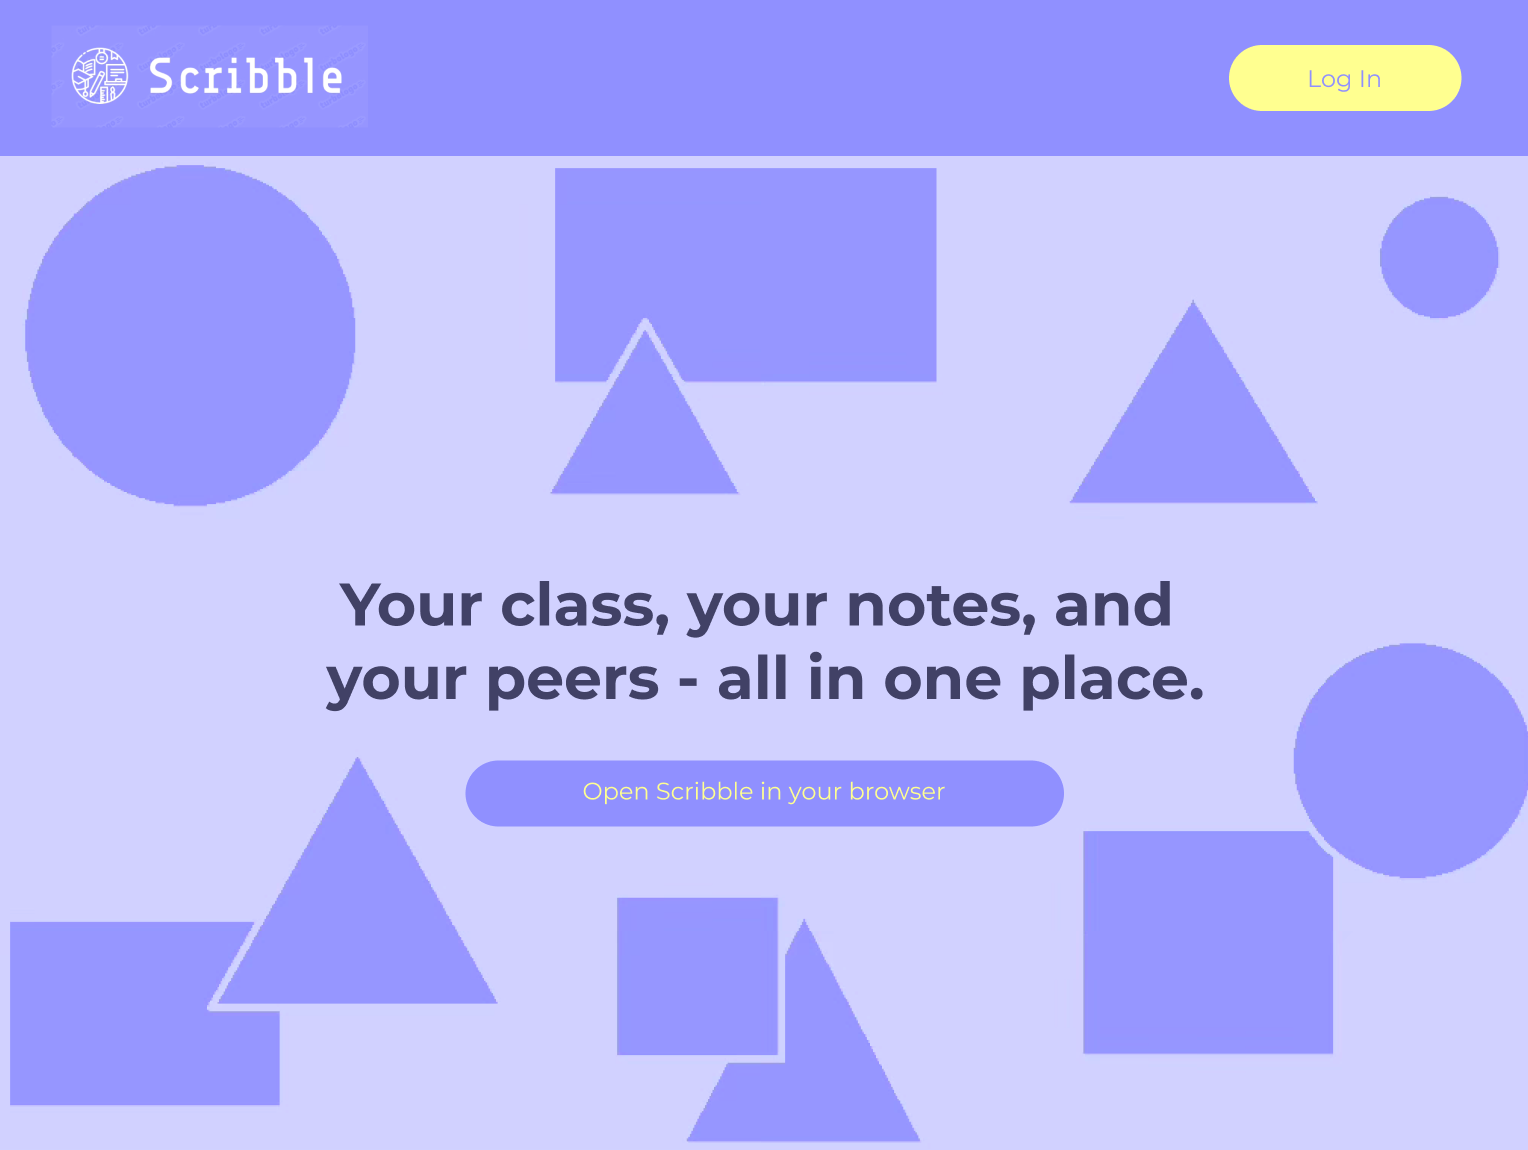 Scribble
Log In
Your class, your notes, and
your peers - all in one place.
Open Scribble in your browser